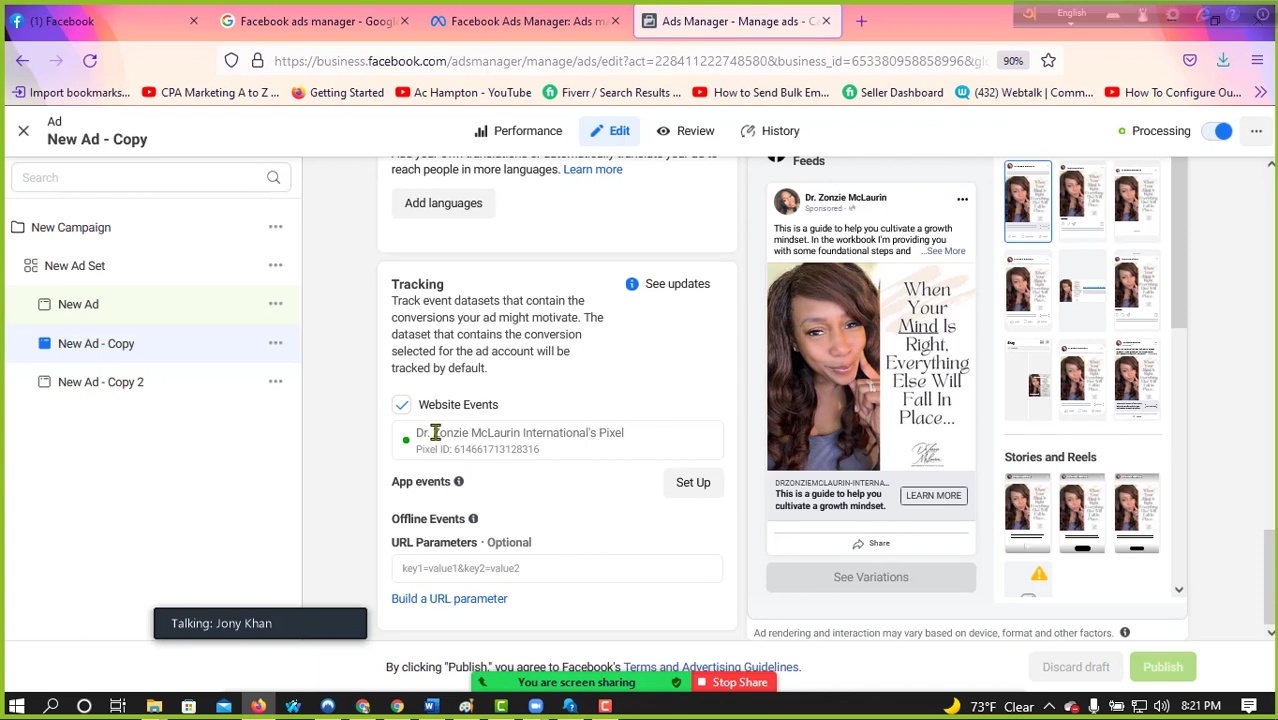 (1) Facebook
Facebook ads manager - Googl
Facebook Ads Manager: Ads ma
Ads Manager - Manage ads - Ca
English
https://business.facebook.com/adsmanager/manage/ads/edit?act=228411222748580&business_id=653380958858996&gl
90%
Import bookmarks...
CPA Marketing A to Z ...
Getting Started
Ac Hampton - YouTube
Fiverr / Search Results ...
How to Send Bulk Em...
Seller Dashboard
(432) Webtalk | Comm...
How To Configure Ou...
Ad
New Ad - Copy
Performance
Edit
Review
History
Processing
Search
New Campaign
New Ad Set
New Ad
New Ad - Copy
New Ad - Copy 2
reach people in more languages. Learn more
Add languages
Tracking
See updates
Track event datasets that contain the
conversions your ad might motivate. The
dataset that contains the conversion
selected for the ad account will be
tracked by default.
Website Events
Dr. Zonzie McLaurin International's Pixel
Pixel ID: 614661713128316
App events
Set Up
Offline Events
URL Parameters · Optional
key1=value1&key2=value2
Build a URL parameter
Feeds
Dr. Zonzie McLaurin
Sponsored ·
This is a guide to help you cultivate a growth
mindset. In the workbook I'm providing you
with some foundational steps and ...See More
When
Your
Mind Is
Right,
Everything
Else Will
Fall In
Place...
DRZONZIEMCLAURIN-INTERNA...
This is a guide to help you
cultivate a growth mindset.
LEARN MORE
Share
See Variations
Stories and Reels
Ad rendering and interaction may vary based on device, format and other factors.
Talking: Jony Khan
By clicking "Publish," you agree to Facebook's Terms and Advertising Guidelines.
Discard draft
Publish
You are screen sharing
Stop Share
73°F Clear
8:21 PM